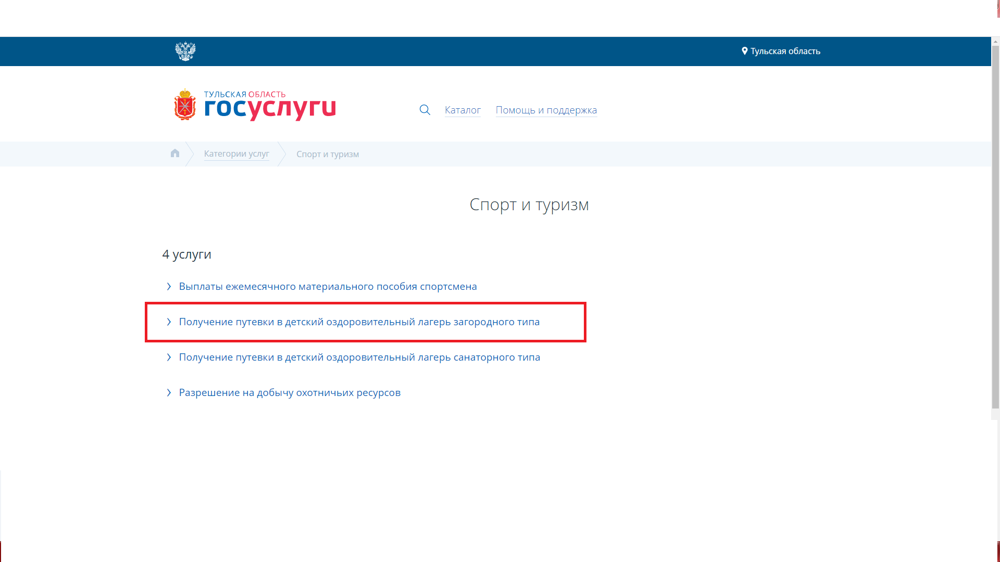 Тульская область
ТУЛЬСКАЯ ОБЛАСТЬ
госуслуги
Каталог
Помощь и поддержка
Категории услуг
Спорт и туризм
Спорт и туризм
4 услуги
Выплаты ежемесячного материального пособия спортсмена
Получение путевки в детский оздоровительный лагерь загородного типа
Получение путевки в детский оздоровительный лагерь санаторного типа
Разрешение на добычу охотничьих ресурсов